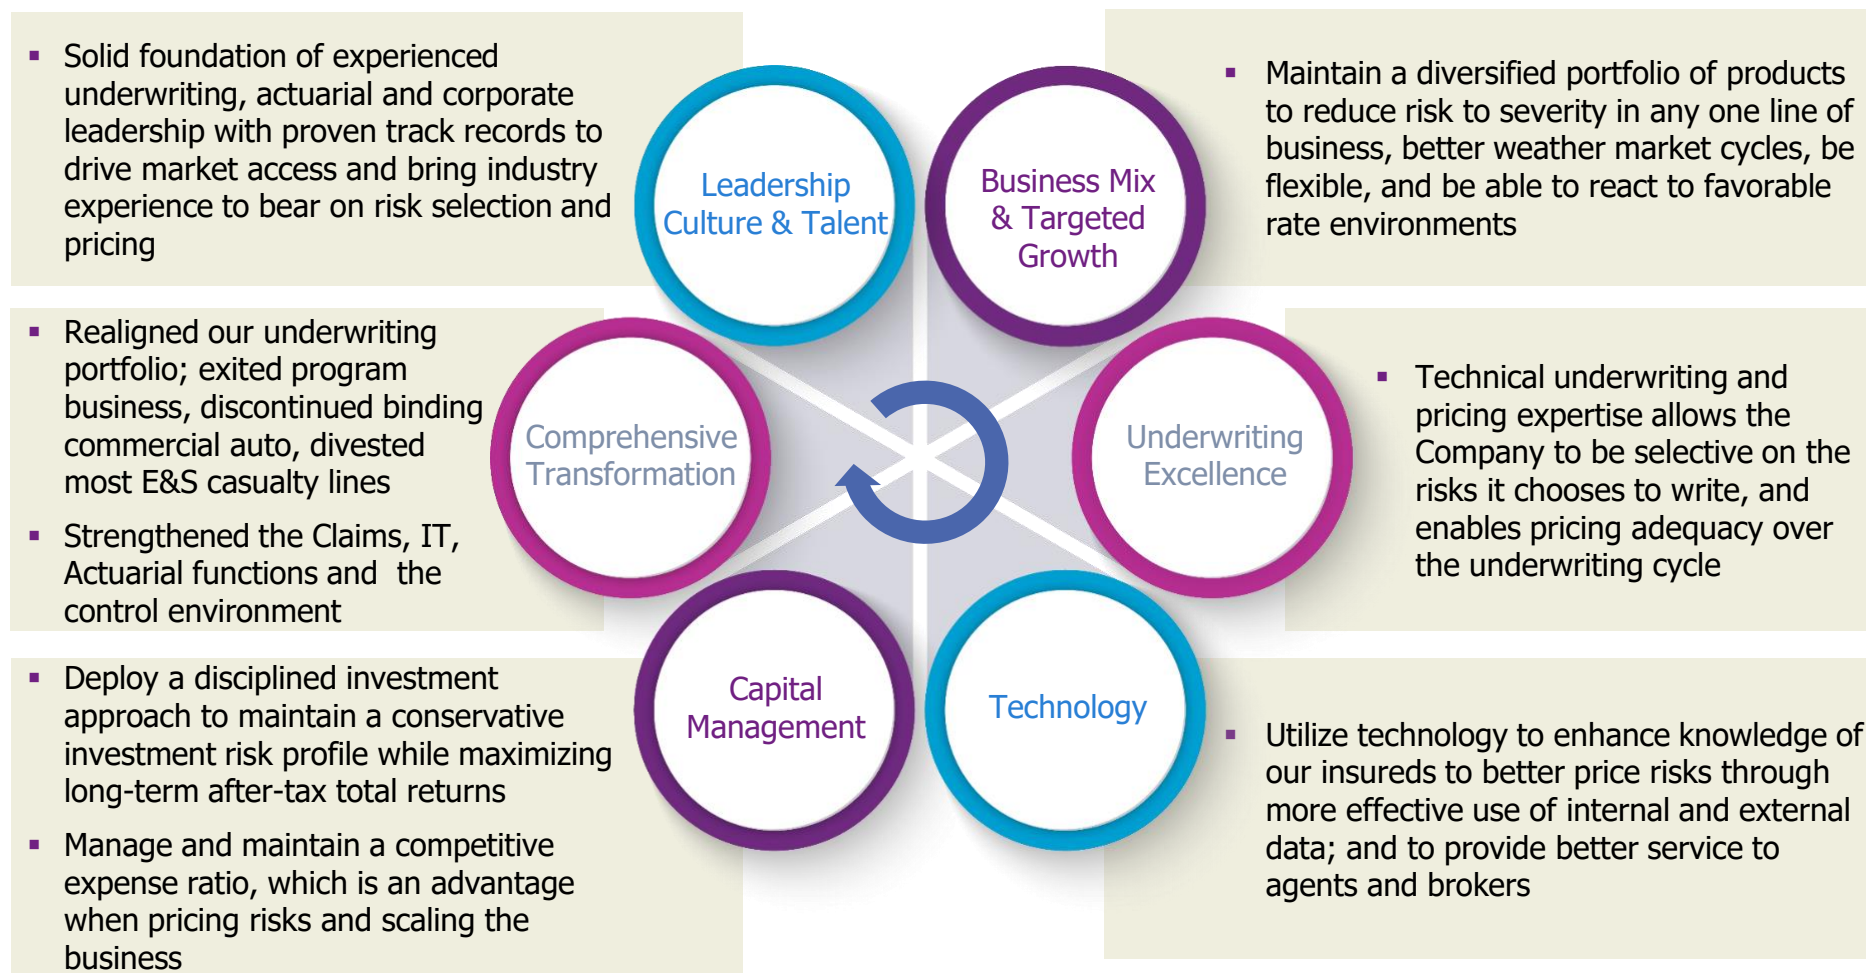 ▪ Solid foundation of experienced
underwriting, actuarial and corporate
leadership with proven track records to
drive market access and bring industry
experience to bear on risk selection and
pricing
Leadership
Culture & Talent
Business Mix
& Targeted
Growth
▪ Maintain a diversified portfolio of products
to reduce risk to severity in any one line of
business, better weather market cycles, be
flexible, and be able to react to favorable
rate environments
▪ Realigned our underwriting
portfolio; exited program
business, discontinued binding
commercial auto, divested
most E&S casualty lines
▪ Strengthened the Claims, IT,
Actuarial functions and  the
control environment
Comprehensive
Transformation
Underwriting
Excellence
▪ Technical underwriting and
pricing expertise allows the
Company to be selective on the
risks it chooses to write, and
enables pricing adequacy over
the underwriting cycle
▪ Deploy a disciplined investment
approach to maintain a conservative
investment risk profile while maximizing
long-term after-tax total returns
▪ Manage and maintain a competitive
expense ratio, which is an advantage
when pricing risks and scaling the
business
Capital
Management
Technology
▪ Utilize technology to enhance knowledge of
our insureds to better price risks through
more effective use of internal and external
data; and to provide better service to
agents and brokers